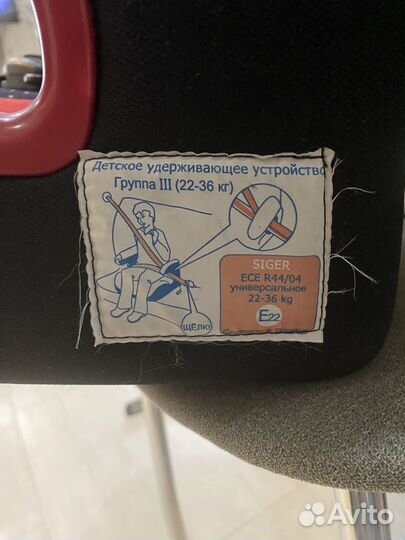 Детское удерживающее устройство
Группа III (22-36 кг)
SIGER
ECE R44/04
универсальное
22-36 kg
E22
ЩЁЛК!
Avito